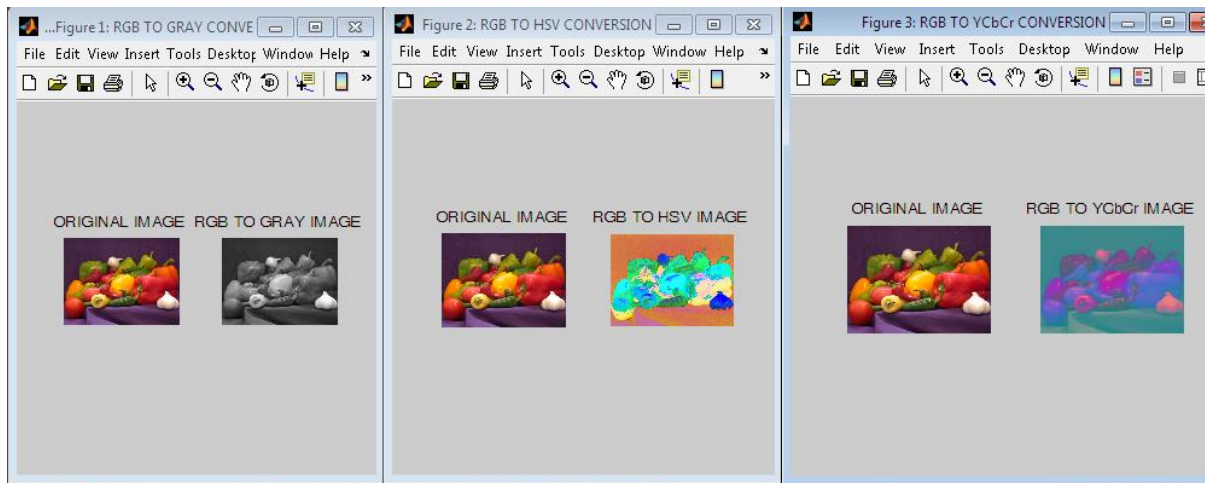 ...Figure 1: RGB TO GRAY CONVE
File Edit View Insert Tools Desktop Window Help
»
ORIGINAL IMAGE RGB TO GRAY IMAGE
Figure 2: RGB TO HSV CONVERSION
File Edit View Insert Tools Desktop Window Help
»
ORIGINAL IMAGE RGB TO HSV IMAGE
Figure 3: RGB TO YCbCr CONVERSION
File Edit View Insert Tools Desktop Window Help
ORIGINAL IMAGE RGB TO YCbCr IMAGE